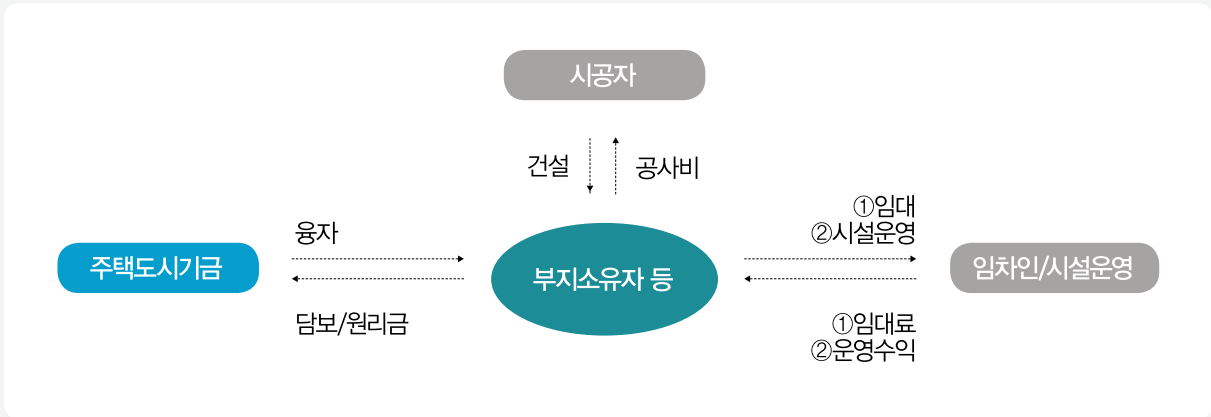 시공자
건설
공사비
①임대
②시설운영
융자
주택도시기금
부지소유자 등
임차인/시설운영
담보/원리금
①임대료
②운영수익